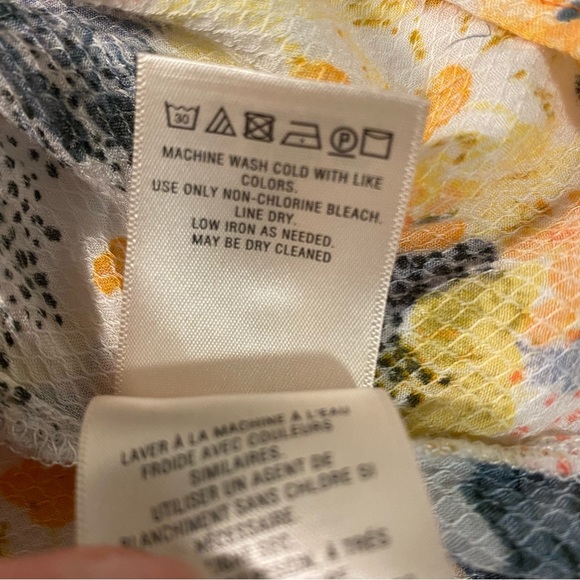 30
P
MACHINE WASH COLD WITH LIKE
COLORS.
USE ONLY NON-CHLORINE BLEACH.
LINE DRY.
LOW IRON AS NEEDED.
MAY BE DRY CLEANED
LAVER À LA MACHINE À L'EAU
FROIDE AVEC COULEURS
SIMILAIRES.
UTILISER UN AGENT DE
BLANCHIMENT SANS CHLORE SI
NÉCESSAIRE
À TRÈS